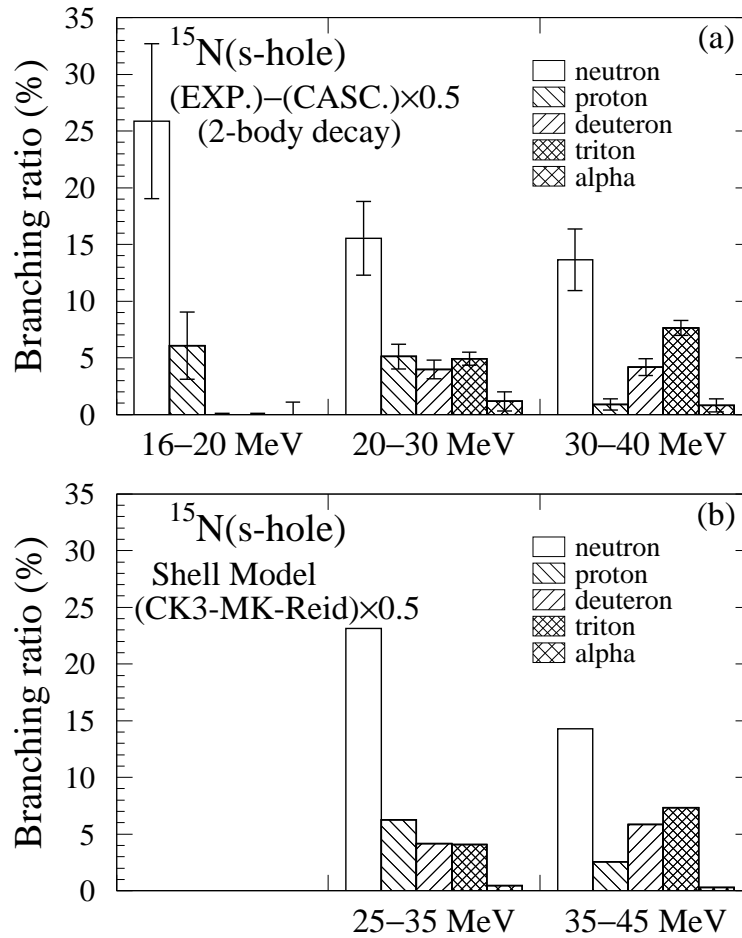 35
30
25
20
15
10
5
0
Branching ratio (%)
¹⁵N(s-hole)
(EXP.)−(CASC.)×0.5
(2-body decay)
(a)
neutron
proton
deuteron
triton
alpha
16−20 MeV 20−30 MeV 30−40 MeV
35
30
25
20
15
10
5
0
Branching ratio (%)
¹⁵N(s-hole)
Shell Model
(CK3-MK-Reid)×0.5
(b)
neutron
proton
deuteron
triton
alpha
25−35 MeV 35−45 MeV